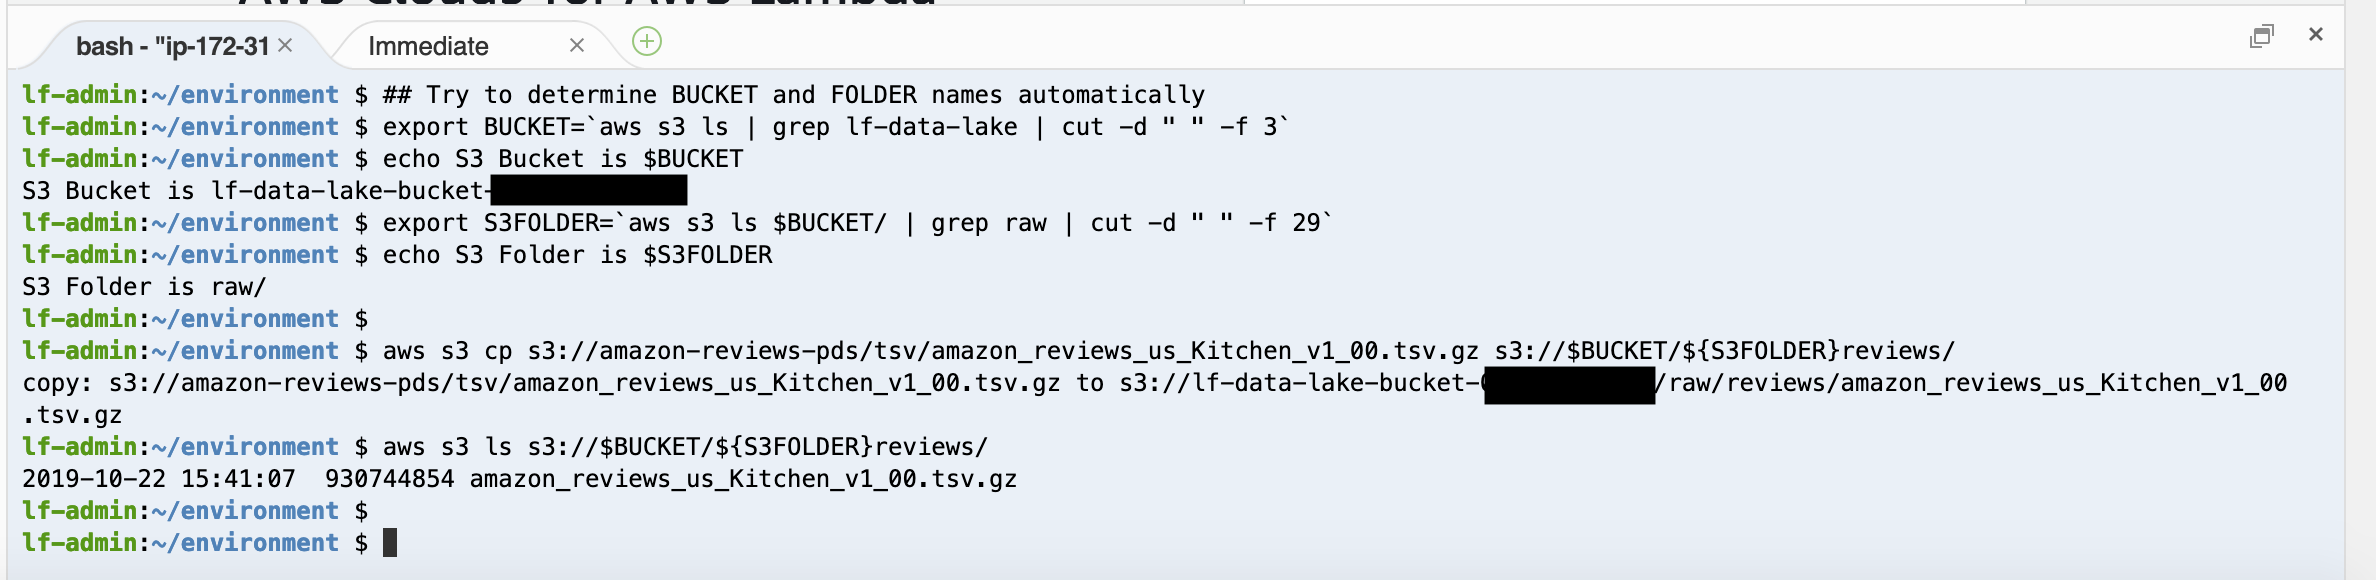 AWS Cloud9 for AWS Lambda
bash - "ip-172-31
Immediate
lf-admin:~/environment $ ## Try to determine BUCKET and FOLDER names automatically
lf-admin:~/environment $ export BUCKET=`aws s3 ls | grep lf-data-lake | cut -d " " -f 3`
lf-admin:~/environment $ echo S3 Bucket is $BUCKET
S3 Bucket is lf-data-lake-bucket-
lf-admin:~/environment $ export S3FOLDER=`aws s3 ls $BUCKET/ | grep raw | cut -d " " -f 29`
lf-admin:~/environment $ echo S3 Folder is $S3FOLDER
S3 Folder is raw/
lf-admin:~/environment $
lf-admin:~/environment $ aws s3 cp s3://amazon-reviews-pds/tsv/amazon_reviews_us_Kitchen_v1_00.tsv.gz s3://$BUCKET/${S3FOLDER}reviews/
copy: s3://amazon-reviews-pds/tsv/amazon_reviews_us_Kitchen_v1_00.tsv.gz to s3://lf-data-lake-bucket- /raw/reviews/amazon_reviews_us_Kitchen_v1_00
.tsv.gz
lf-admin:~/environment $ aws s3 ls s3://$BUCKET/${S3FOLDER}reviews/
2019-10-22 15:41:07  930744854 amazon_reviews_us_Kitchen_v1_00.tsv.gz
lf-admin:~/environment $
lf-admin:~/environment $